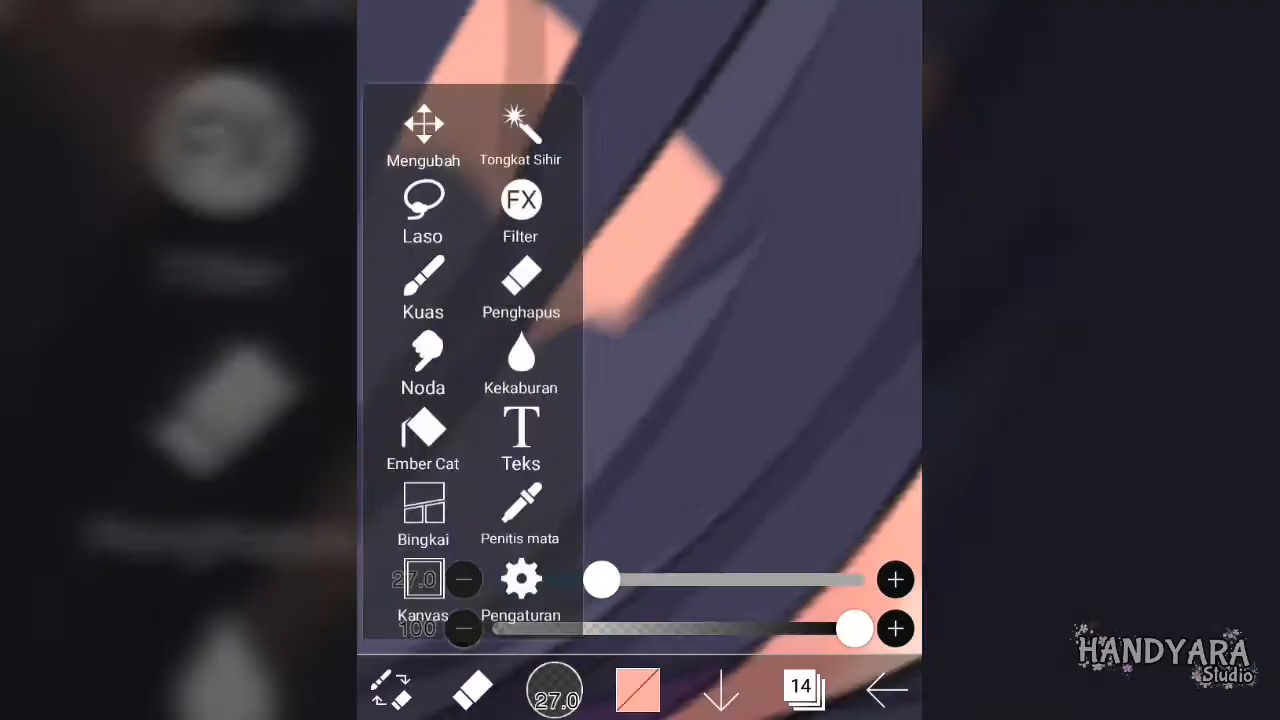 Mengubah Tongkat Sihir
FX
Laso Filter
Kuas Penghapus
Noda Kekaburan
T
Ember Cat Teks
Bingkai Penitis mata
27.0
Kanvas Pengaturan
100
27.0 14
HANDYARA
Studio